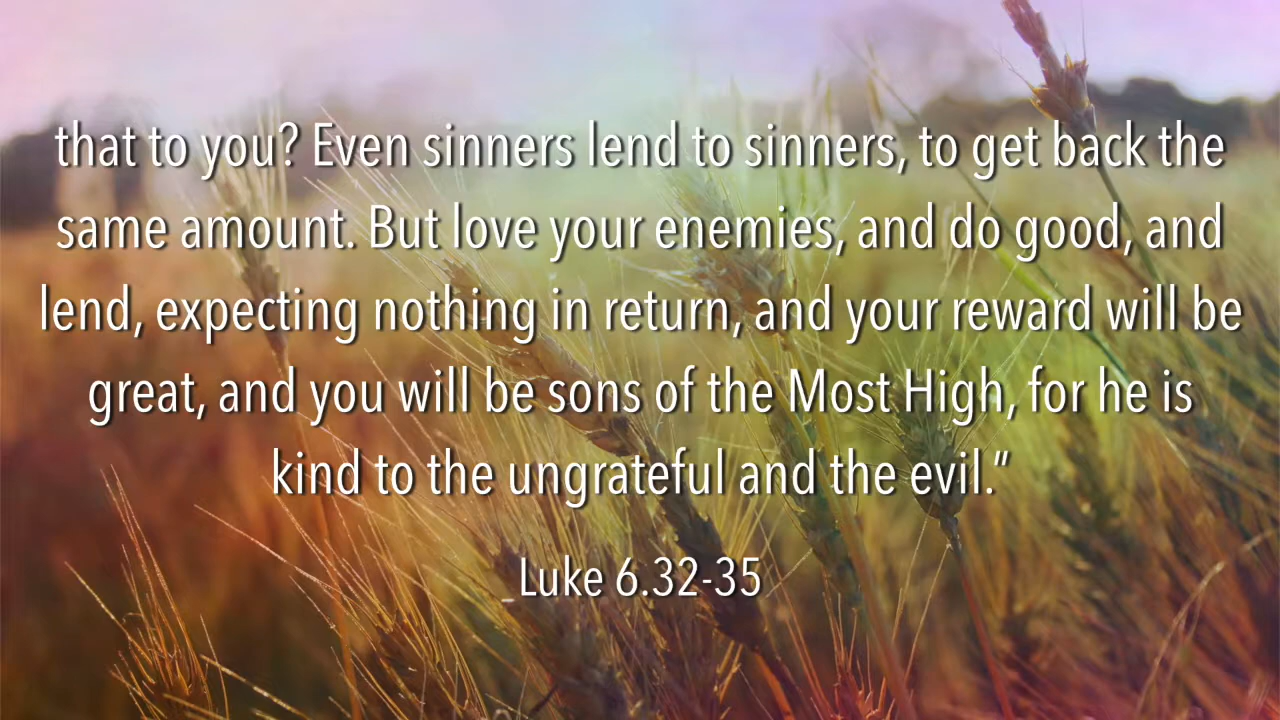 that to you? Even sinners lend to sinners, to get back the
same amount. But love your enemies, and do good, and
lend, expecting nothing in return, and your reward will be
great, and you will be sons of the Most High, for he is
kind to the ungrateful and the evil.”
Luke 6.32-35